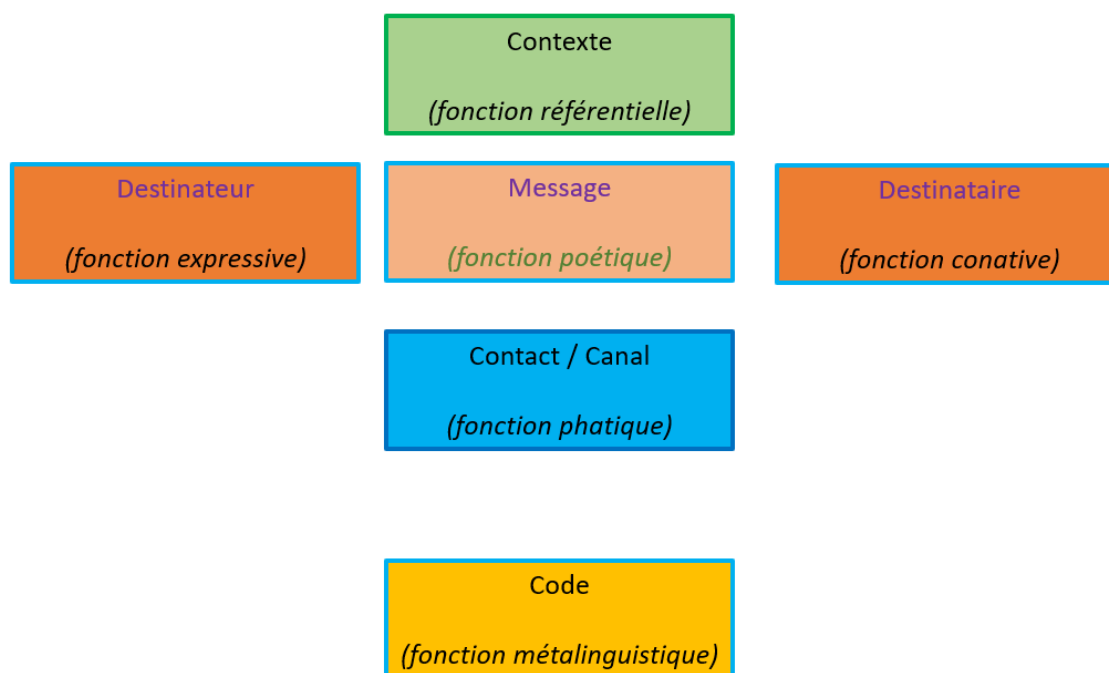 Contexte
(fonction référentielle)
Destinateur
(fonction expressive)
Message
(fonction poétique)
Destinataire
(fonction conative)
Contact / Canal
(fonction phatique)
Code
(fonction métalinguistique)